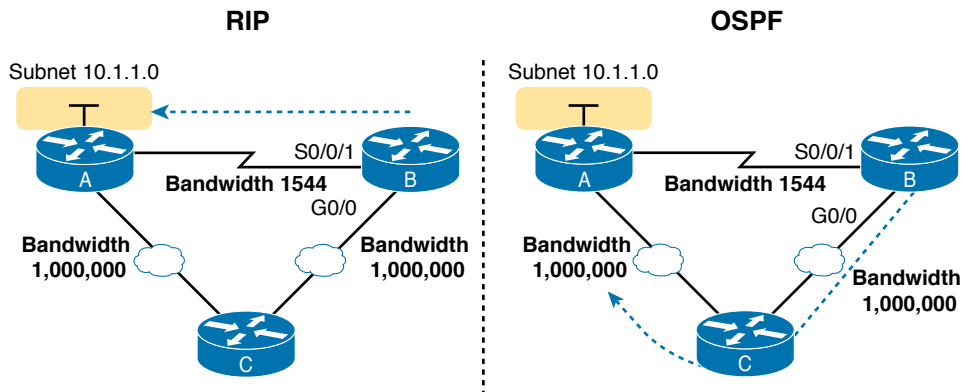 RIP
Subnet 10.1.1.0
S0/0/1
A
B
Bandwidth 1544
G0/0
Bandwidth
1,000,000
Bandwidth
1,000,000
C
OSPF
Subnet 10.1.1.0
S0/0/1
A
B
Bandwidth 1544
G0/0
Bandwidth
1,000,000
Bandwidth
1,000,000
C